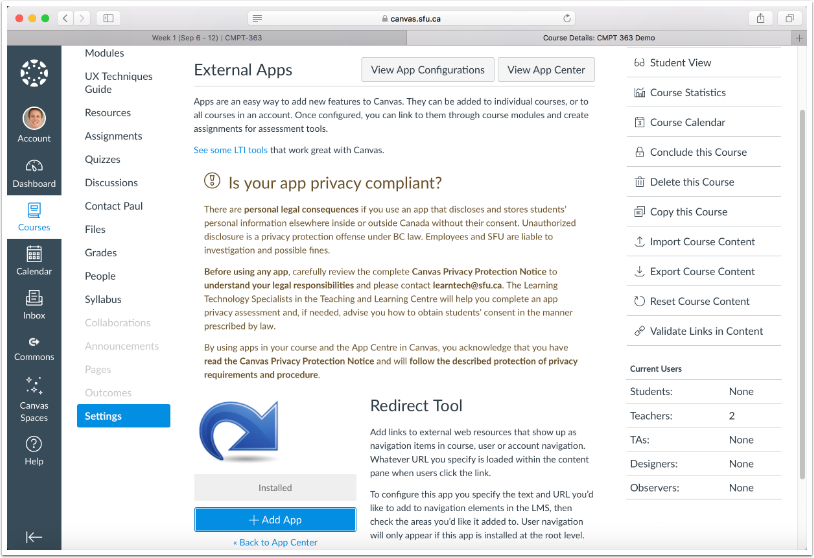 canvas.sfu.ca
Week 1 (Sep 6 - 12) | CMPT-363
Course Details: CMPT 363 Demo
Account
Dashboard
Courses
Calendar
Inbox
Commons
Canvas
Spaces
Help
Modules
UX Techniques
Guide
Resources
Assignments
Quizzes
Discussions
Contact Paul
Files
Grades
People
Syllabus
Collaborations
Announcements
Pages
Outcomes
Settings
External Apps
View App Configurations
View App Center
Apps are an easy way to add new features to Canvas. They can be added to individual courses, or to
all courses in an account. Once configured, you can link to them through course modules and create
assignments for assessment tools.
See some LTI tools that work great with Canvas.
Is your app privacy compliant?
There are personal legal consequences if you use an app that discloses and stores students'
personal information elsewhere inside or outside Canada without their consent. Unauthorized
disclosure is a privacy protection offense under BC law. Employees and SFU are liable to
investigation and possible fines.
Before using any app, carefully review the complete Canvas Privacy Protection Notice to
understand your legal responsibilities and please contact learntech@sfu.ca. The Learning
Technology Specialists in the Teaching and Learning Centre will help you complete an app
privacy assessment and, if needed, advise you how to obtain students' consent in the manner
prescribed by law.
By using apps in your course and the App Centre in Canvas, you acknowledge that you have
read the Canvas Privacy Protection Notice and will follow the described protection of privacy
requirements and procedure.
Installed
+ Add App
« Back to App Center
Redirect Tool
Add links to external web resources that show up as
navigation items in course, user or account navigation.
Whatever URL you specify is loaded within the content
pane when users click the link.
To configure this app you specify the text and URL you'd
like to add to navigation elements in the LMS, then
check the areas you'd like it added to. User navigation
will only appear if this app is installed at the root level.
Student View
Course Statistics
Course Calendar
Conclude this Course
Delete this Course
Copy this Course
Import Course Content
Export Course Content
Reset Course Content
Validate Links in Content
Current Users
Students: None
Teachers: 2
TAs: None
Designers: None
Observers: None